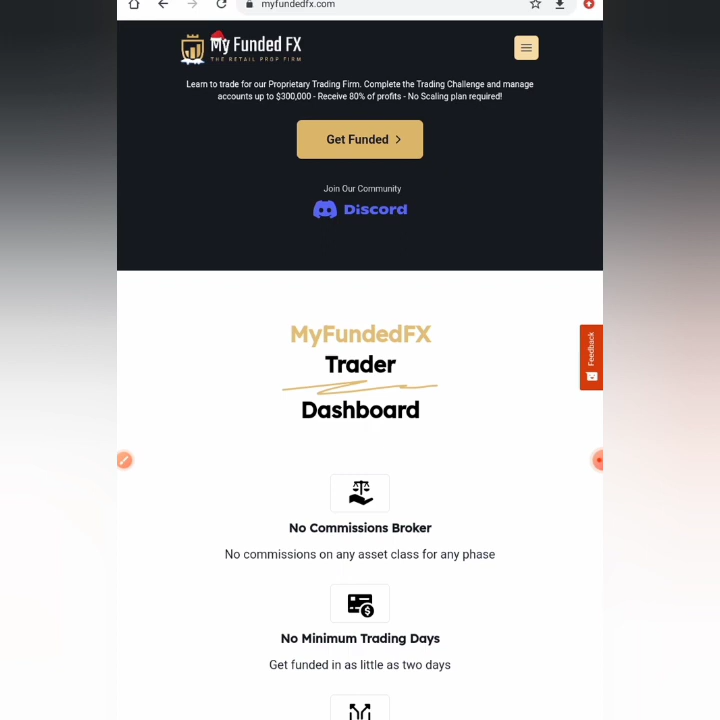 myfundedfx.com
My Funded FX
THE RETAIL PROP FIRM
Learn to trade for our Proprietary Trading Firm. Complete the Trading Challenge and manage
accounts up to $300,000 - Receive 80% of profits - No Scaling plan required!
Get Funded
Join Our Community
Discord
MyFundedFX
Trader
Dashboard
Feedback
No Commissions Broker
No commissions on any asset class for any phase
No Minimum Trading Days
Get funded in as little as two days